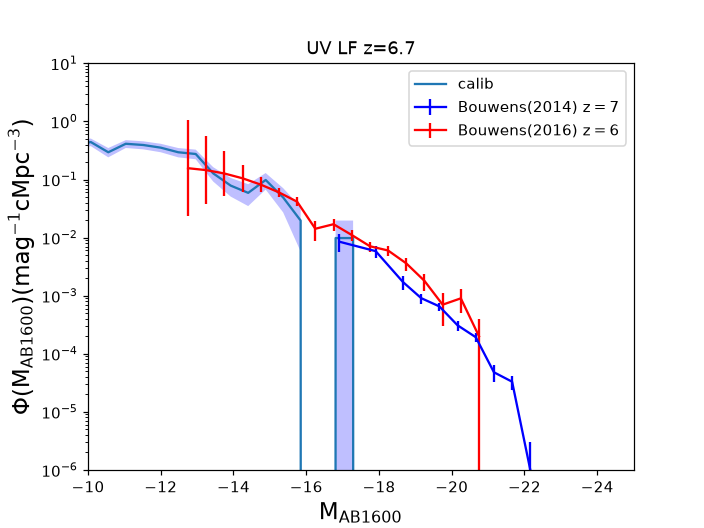 UV LF z=6.7
calib
Bouwens(2014) z = 7
Bouwens(2016) z = 6
Φ(M_AB1600)(mag⁻¹cMpc⁻³)
10¹
10⁰
10⁻¹
10⁻²
10⁻³
10⁻⁴
10⁻⁵
10⁻⁶
−10 −12 −14 −16 −18 −20 −22 −24
M_AB1600